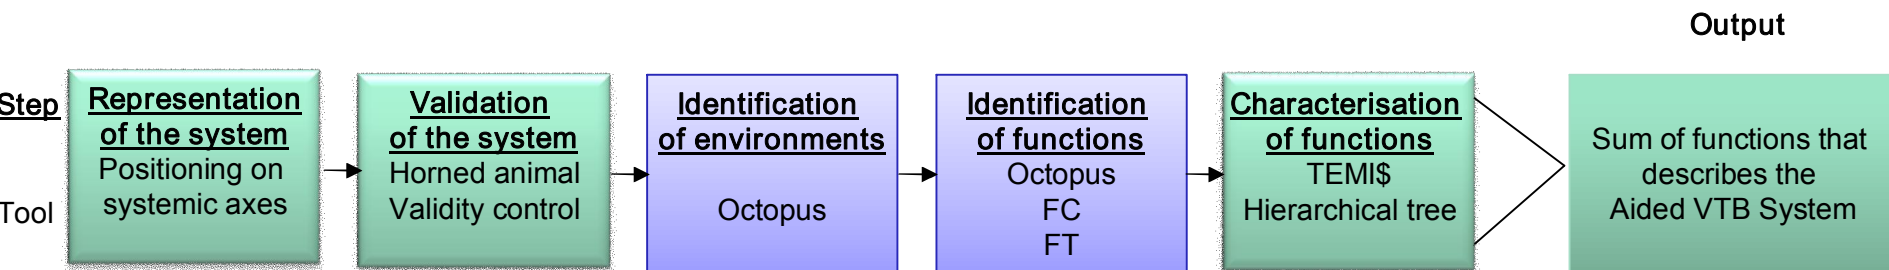 Output
Step
Representation
of the system
Positioning on
systemic axes
Validation
of the system
Horned animal
Validity control
Identification
of environments
Octopus
Identification
of functions
Octopus
FC
FT
Characterisation
of functions
TEMI$
Hierarchical tree
Sum of functions that
describes the
Aided VTB System
Tool